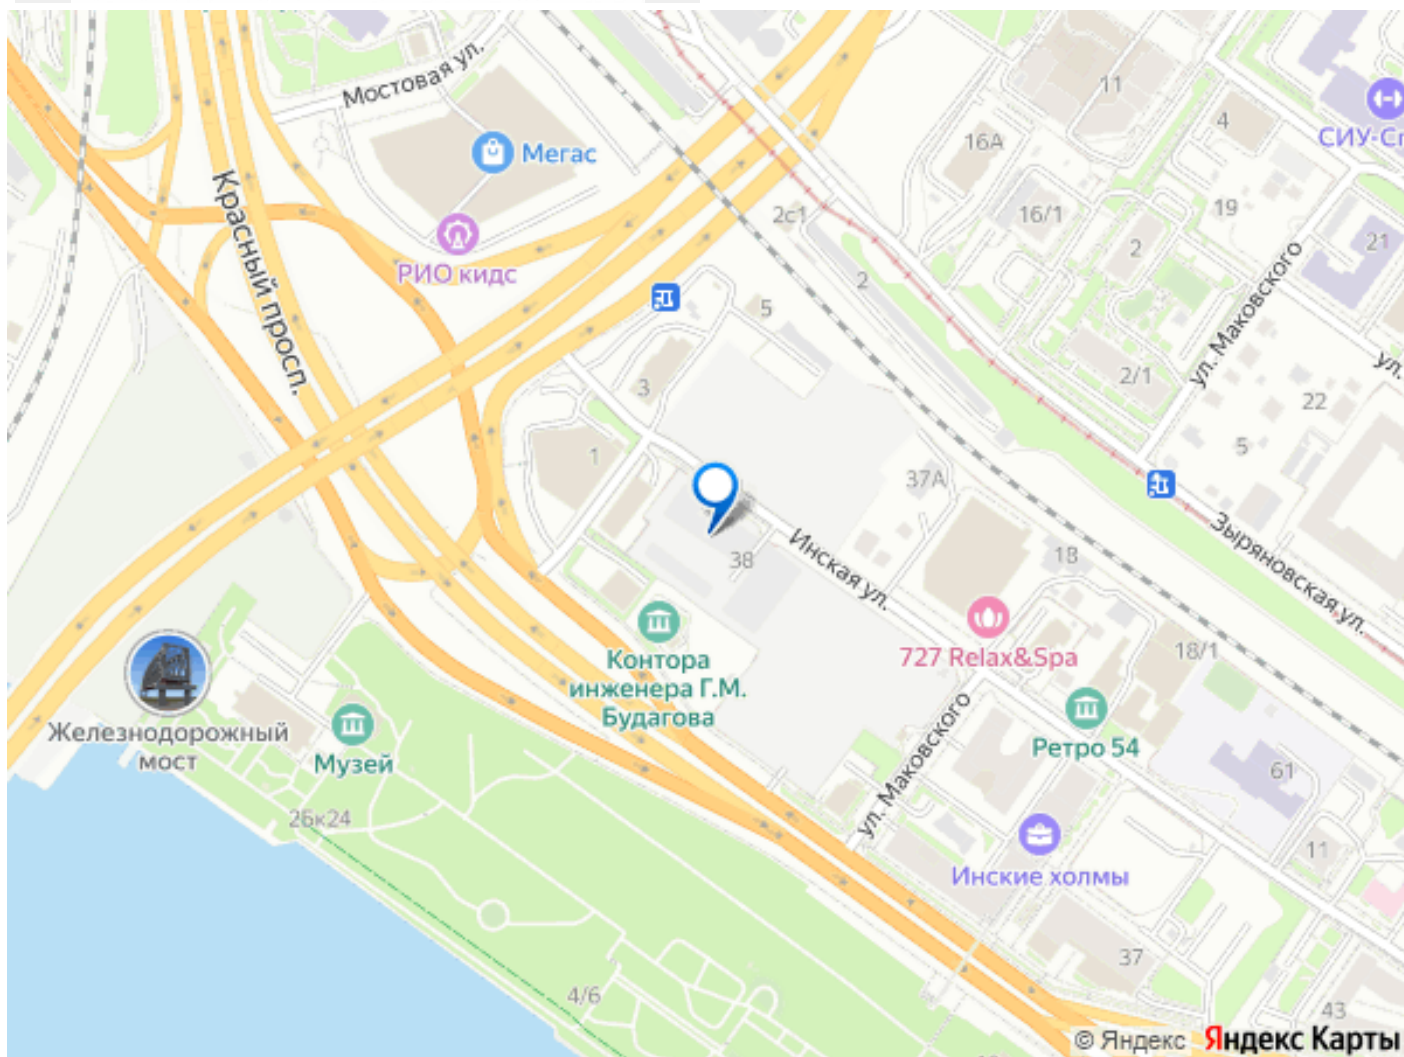 Мостовая ул.
11
4
СИУ-Сп
Мегас
16А
Красный просп.
2с1
16/1
19
2
21
РИО кидс
2
ул. Маковского
5
2/1
ул.
3
22
5
1
37А
Инская ул.
38
18
Зыряновская ул.
727 Relax&Spa
18/1
Контора
инженера Г.М.
Будагова
Железнодорожный
мост
Музей
ул. Маковского
Ретро 54
61
26к24
11
Инские холмы
37
4/6
43
© Яндекс Яндекс Карты